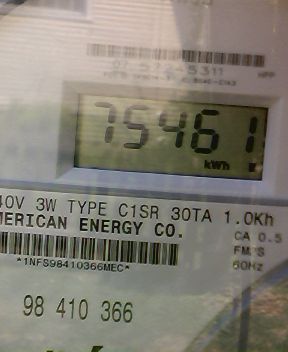 75461
kWh
40V 3W TYPE C1SR 30TA 1.0Kh
MERICAN ENERGY CO.
CA 0.5
FM?S
60Hz
*1NFS98410366MEC*
98 410 366